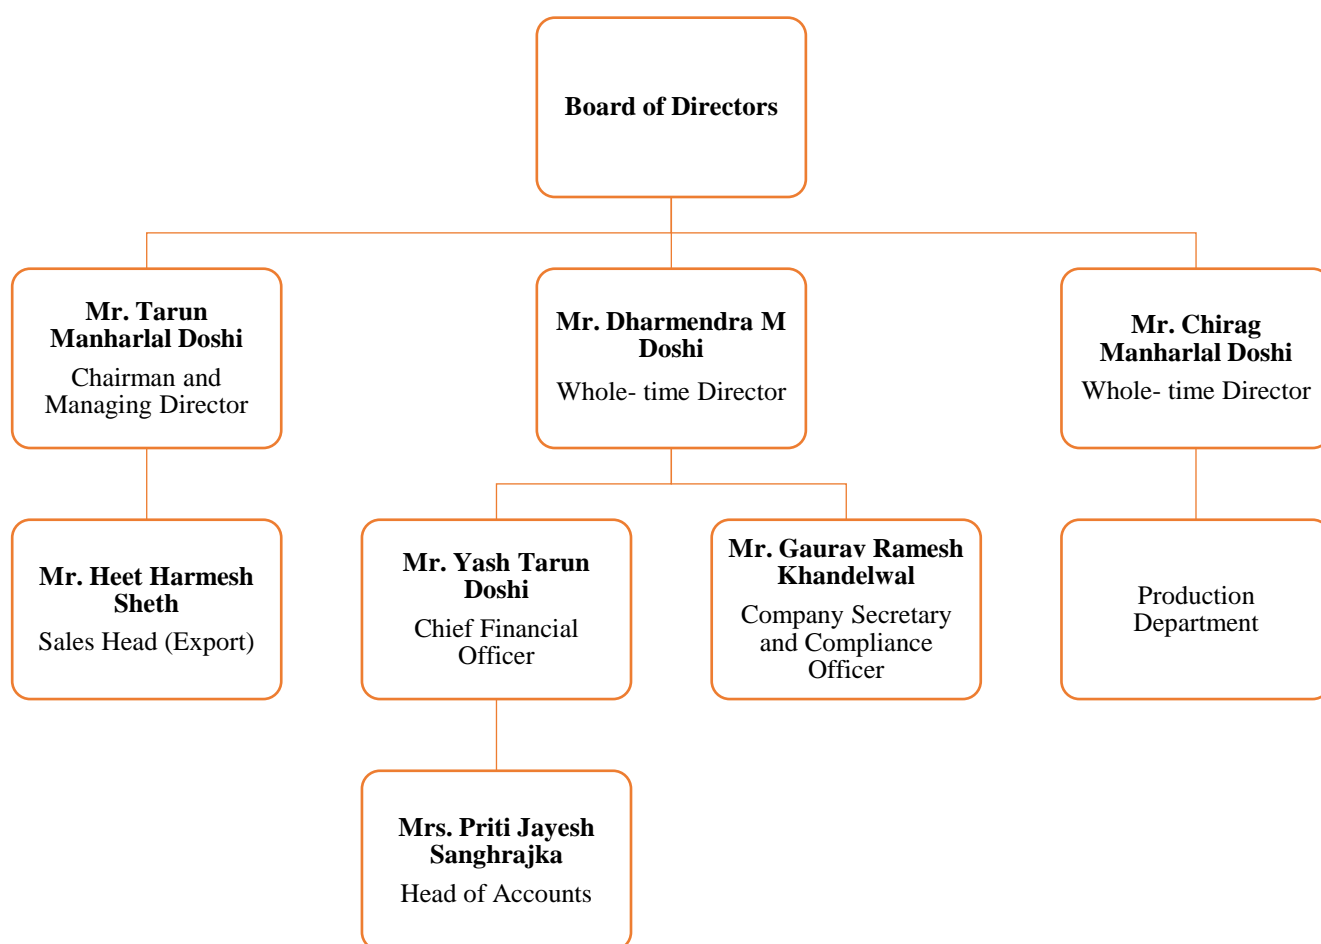 Board of Directors
Mr. Tarun
Manharlal Doshi
Chairman and
Managing Director
Mr. Dharmendra M
Doshi
Whole- time Director
Mr. Chirag
Manharlal Doshi
Whole- time Director
Mr. Heet Harmesh
Sheth
Sales Head (Export)
Mr. Yash Tarun
Doshi
Chief Financial
Officer
Mr. Gaurav Ramesh
Khandelwal
Company Secretary
and Compliance
Officer
Production
Department
Mrs. Priti Jayesh
Sanghrajka
Head of Accounts